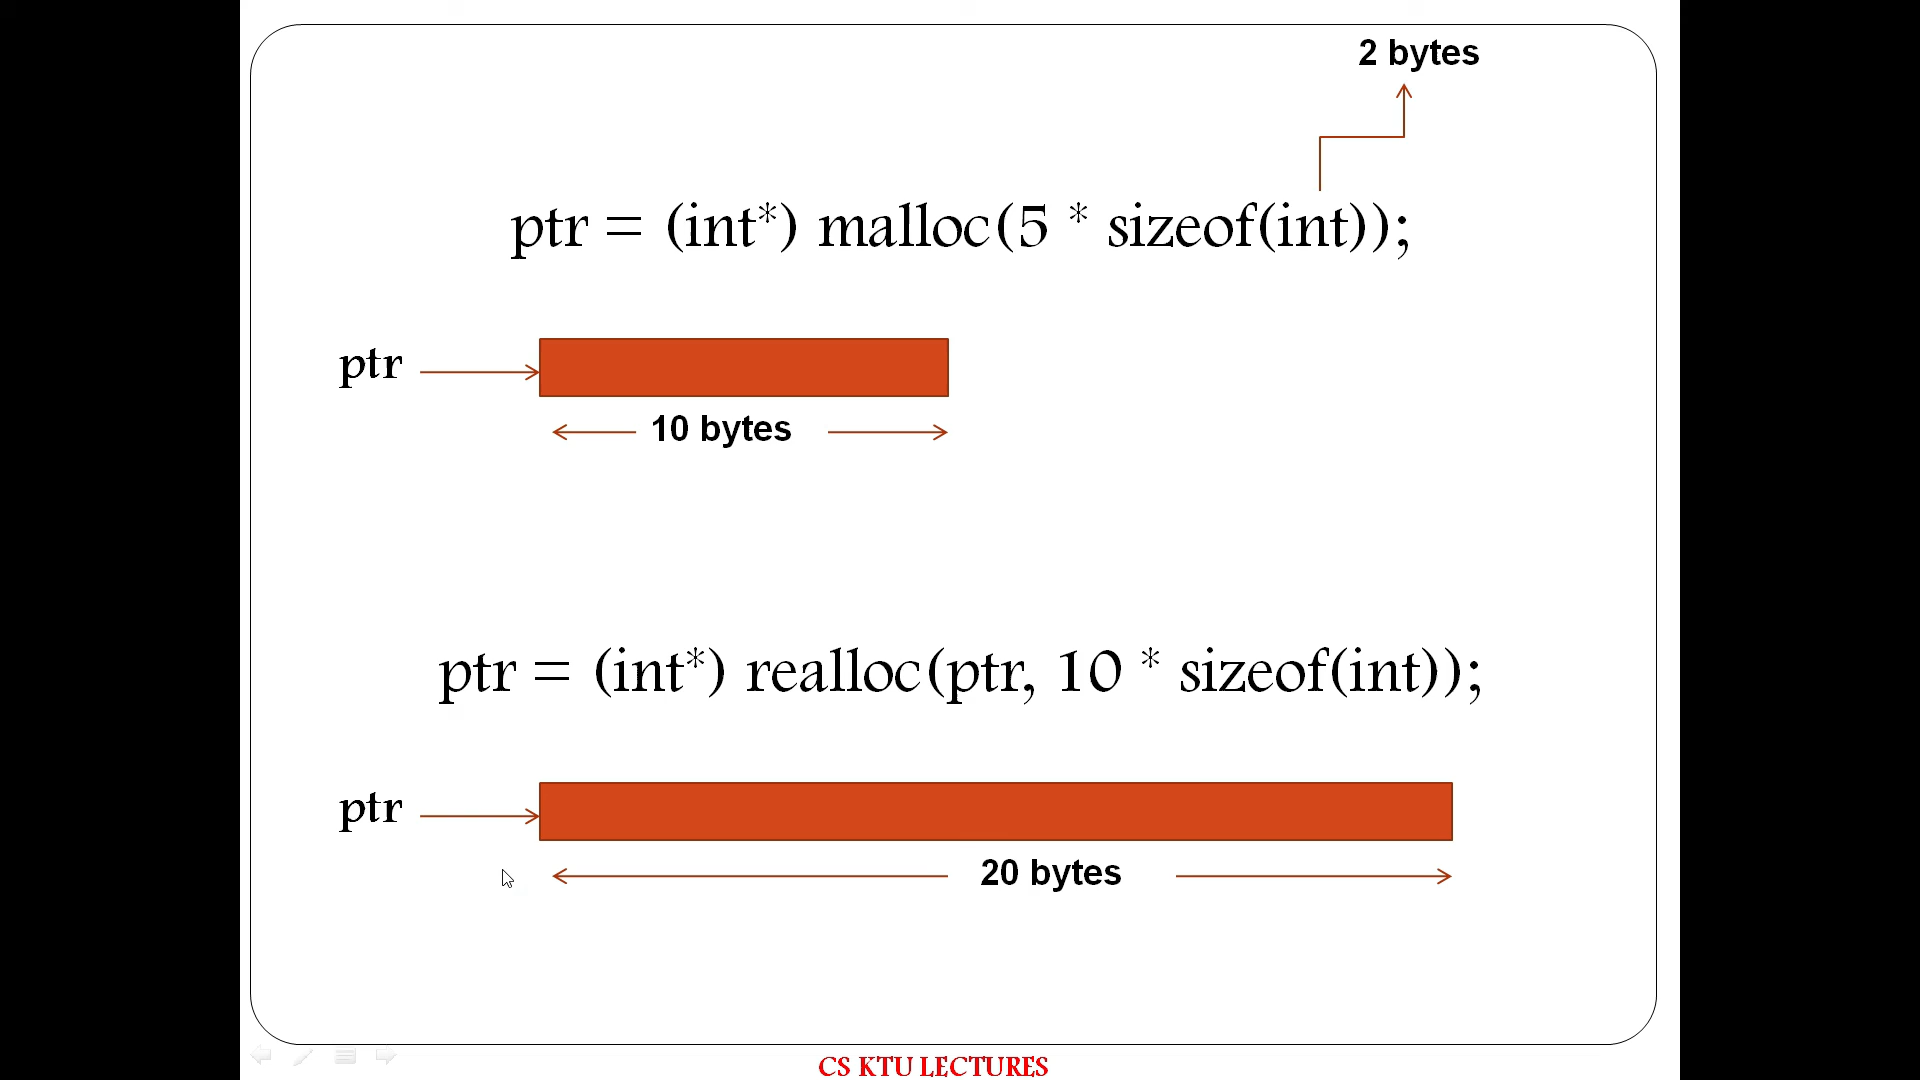 2 bytes
ptr = (int*) malloc(5 * sizeof(int));
ptr
10 bytes
ptr = (int*) realloc(ptr, 10 * sizeof(int));
ptr
20 bytes
CS KTU LECTURES